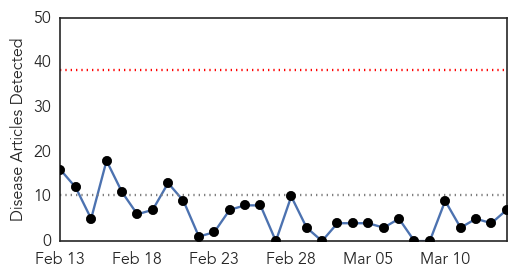 Disease Articles Detected
50
40
30
20
10
0
Feb 13
Feb 18
Feb 23
Feb 28
Mar 05
Mar 10